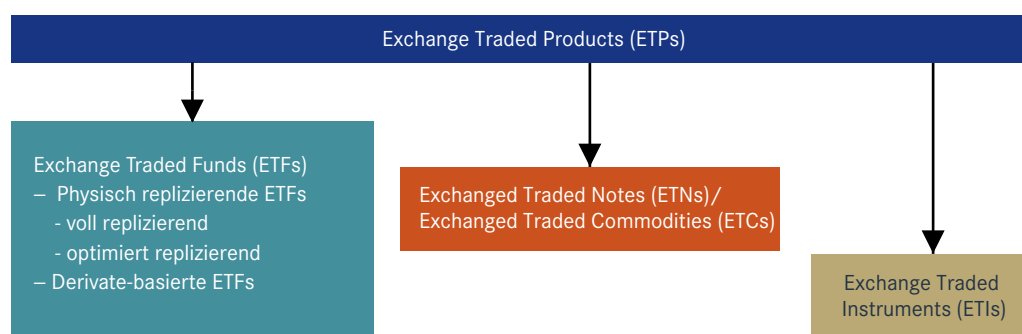 Exchange Traded Products (ETPs)
Exchange Traded Funds (ETFs)
– Physisch replizierende ETFs
- voll replizierend
- optimiert replizierend
– Derivate-basierte ETFs
Exchanged Traded Notes (ETNs)/
Exchanged Traded Commodities (ETCs)
Exchange Traded
Instruments (ETIs)